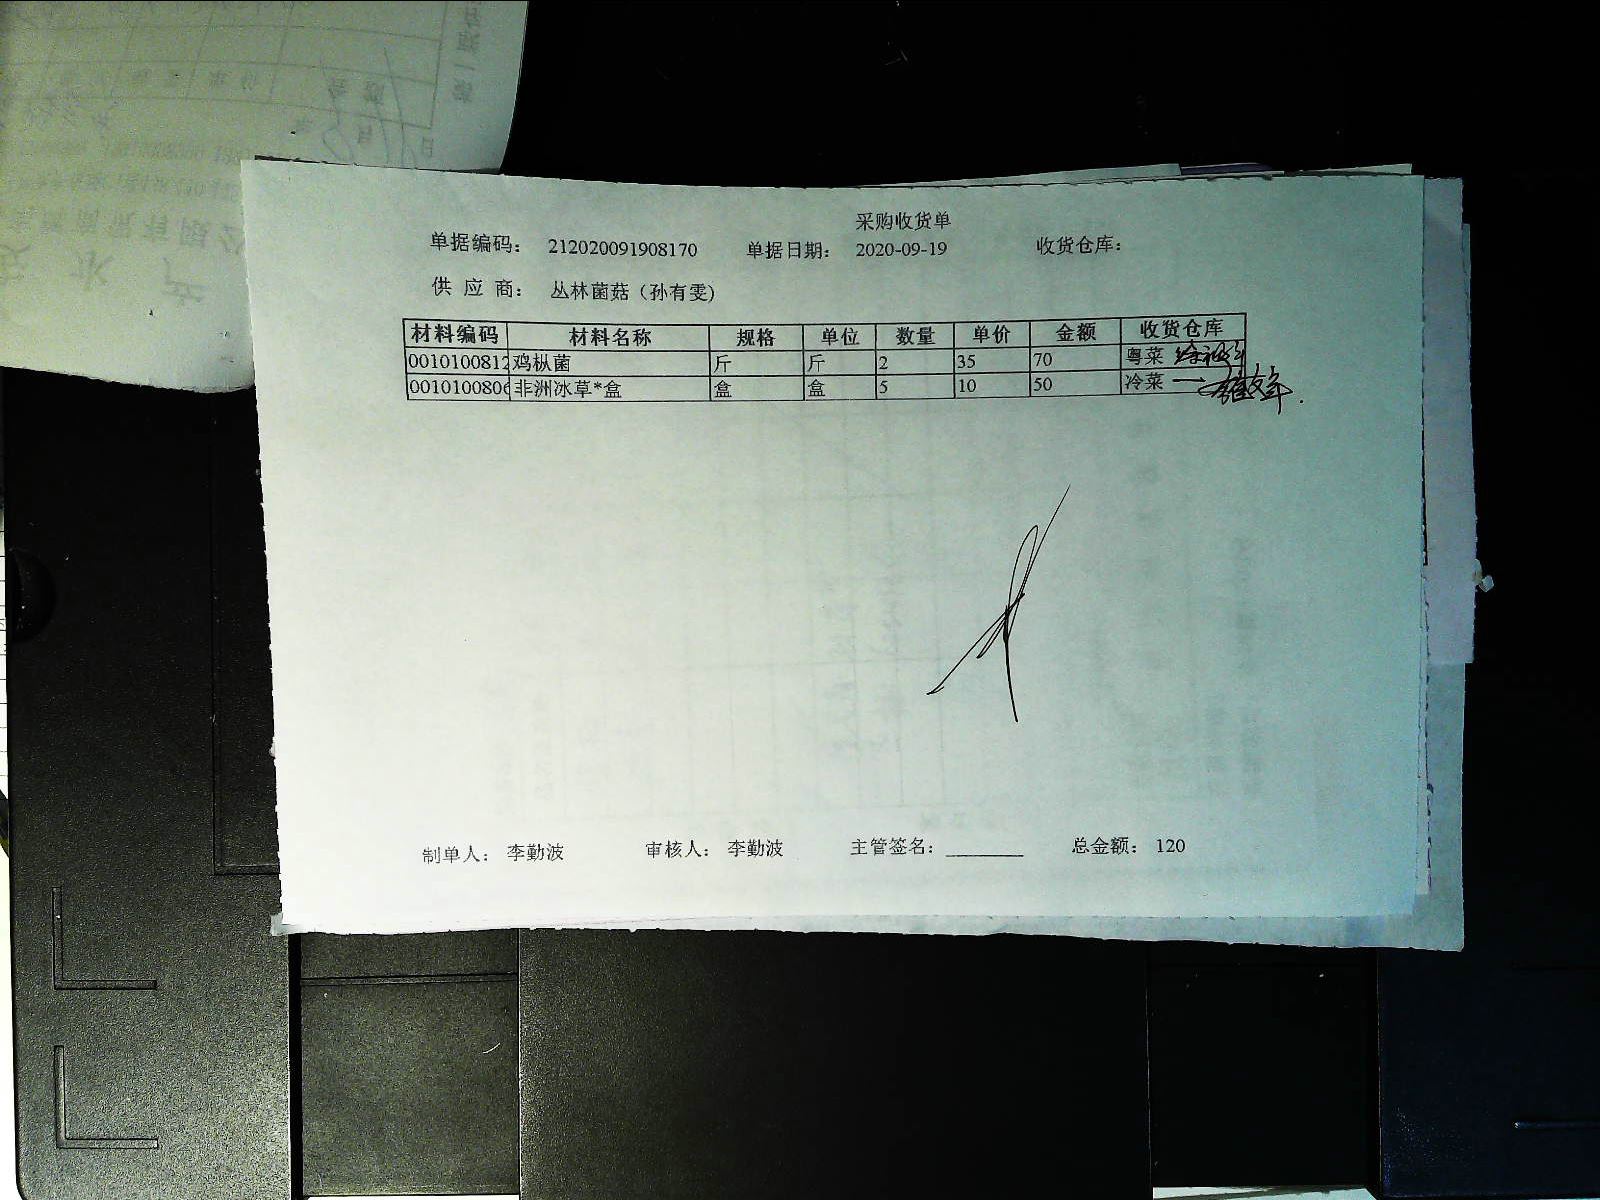 采购收货单
单据编码: 212020091908170 单据日期: 2020-09-19 收货仓库:
供 应 商: 丛林菌菇（孙有雯）
材料编码 材料名称 规格 单位 数量 单价 金额 收货仓库
0010100812 鸡枞菌 斤 斤 2 35 70 粤菜
0010100806 非洲冰草*盒 盒 盒 5 10 50 冷菜
制单人: 李勤波 审核人: 李勤波 主管签名: 总金额: 120